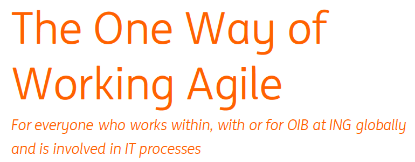 The One Way of
Working Agile
For everyone who works within, with or for OIB at ING globally
and is involved in IT processes